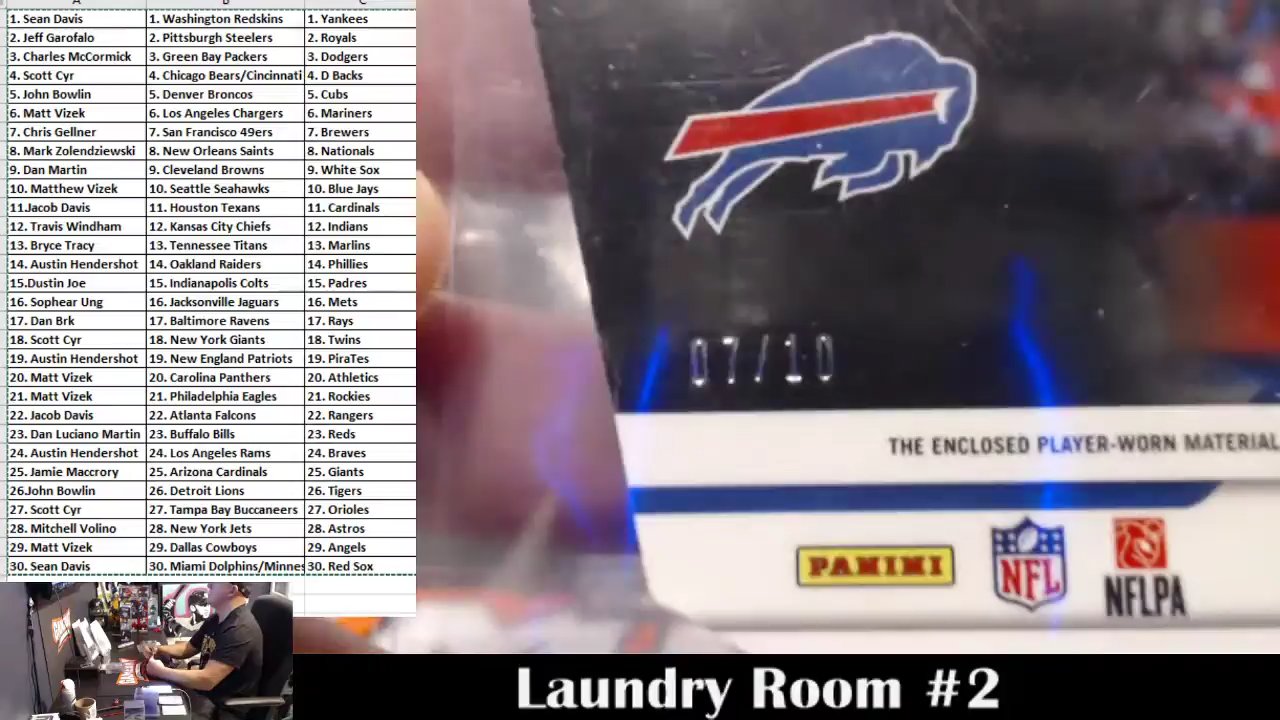 1. Sean Davis 1. Washington Redskins 1. Yankees
2. Jeff Garofalo 2. Pittsburgh Steelers 2. Royals
3. Charles McCormick 3. Green Bay Packers 3. Dodgers
4. Scott Cyr 4. Chicago Bears/Cincinnati 4. D Backs
5. John Bowlin 5. Denver Broncos 5. Cubs
6. Matt Vizek 6. Los Angeles Chargers 6. Mariners
7. Chris Gellner 7. San Francisco 49ers 7. Brewers
8. Mark Zolendziewski 8. New Orleans Saints 8. Nationals
9. Dan Martin 9. Cleveland Browns 9. White Sox
10. Matthew Vizek 10. Seattle Seahawks 10. Blue Jays
11.Jacob Davis 11. Houston Texans 11. Cardinals
12. Travis Windham 12. Kansas City Chiefs 12. Indians
13. Bryce Tracy 13. Tennessee Titans 13. Marlins
14. Austin Hendershot 14. Oakland Raiders 14. Phillies
15.Dustin Joe 15. Indianapolis Colts 15. Padres
16. Sophear Ung 16. Jacksonville Jaguars 16. Mets
17. Dan Brk 17. Baltimore Ravens 17. Rays
18. Scott Cyr 18. New York Giants 18. Twins
19. Austin Hendershot 19. New England Patriots 19. PiraTes
20. Matt Vizek 20. Carolina Panthers 20. Athletics
21. Matt Vizek 21. Philadelphia Eagles 21. Rockies
22. Jacob Davis 22. Atlanta Falcons 22. Rangers
23. Dan Luciano Martin 23. Buffalo Bills 23. Reds
24. Austin Hendershot 24. Los Angeles Rams 24. Braves
25. Jamie Maccrory 25. Arizona Cardinals 25. Giants
26.John Bowlin 26. Detroit Lions 26. Tigers
27. Scott Cyr 27. Tampa Bay Buccaneers 27. Orioles
28. Mitchell Volino 28. New York Jets 28. Astros
29. Matt Vizek 29. Dallas Cowboys 29. Angels
30. Sean Davis 30. Miami Dolphins/Minnes 30. Red Sox
07/10
THE ENCLOSED PLAYER-WORN MATERIAL
PANINI
NFL
NFLPA
Laundry Room #2